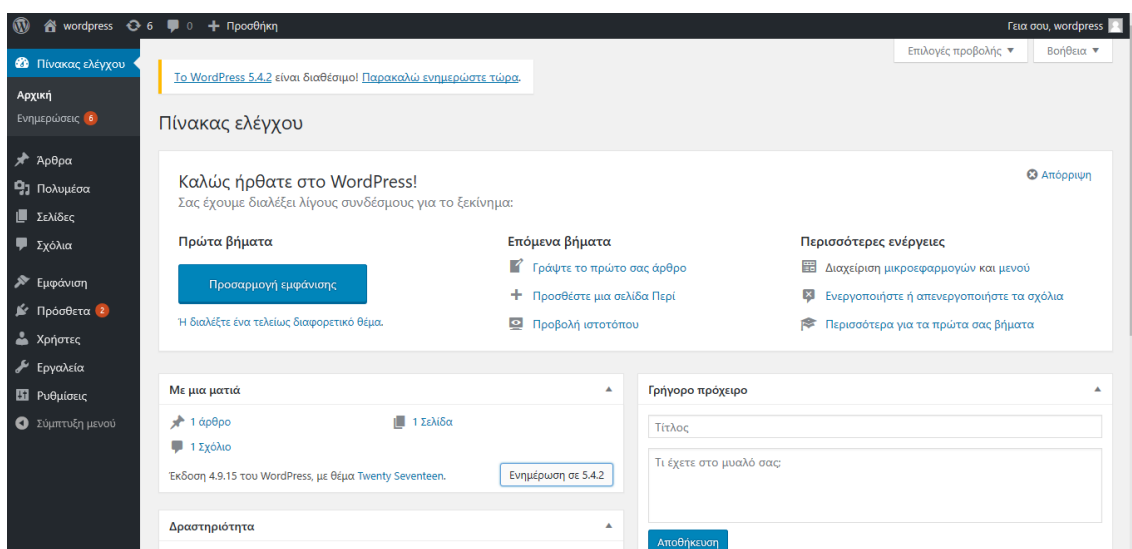 wordpress 6 0 Προσθήκη
Γεια σου, wordpress
Πίνακας ελέγχου
Αρχική
Ενημερώσεις 6
Άρθρα
Πολυμέσα
Σελίδες
Σχόλια
Εμφάνιση
Πρόσθετα 2
Χρήστες
Εργαλεία
Ρυθμίσεις
Σύμπτυξη μενού
Επιλογές προβολής
Βοήθεια
Το WordPress 5.4.2 είναι διαθέσιμο! Παρακαλώ ενημερώστε τώρα.
Πίνακας ελέγχου
Καλώς ήρθατε στο WordPress!
Απόρριψη
Σας έχουμε διαλέξει λίγους συνδέσμους για το ξεκίνημα:
Πρώτα βήματα
Προσαρμογή εμφάνισης
Ή διαλέξτε ένα τελείως διαφορετικό θέμα.
Επόμενα βήματα
Γράψτε το πρώτο σας άρθρο
Προσθέστε μια σελίδα Περί
Προβολή ιστοτόπου
Περισσότερες ενέργειες
Διαχείριση μικροεφαρμογών και μενού
Ενεργοποιήστε ή απενεργοποιήστε τα σχόλια
Περισσότερα για τα πρώτα σας βήματα
Με μια ματιά
1 άρθρο
1 Σελίδα
1 Σχόλιο
Έκδοση 4.9.15 του WordPress, με θέμα Twenty Seventeen.
Ενημέρωση σε 5.4.2
Δραστηριότητα
Γρήγορο πρόχειρο
Τίτλος
Τι έχετε στο μυαλό σας;
Αποθήκευση